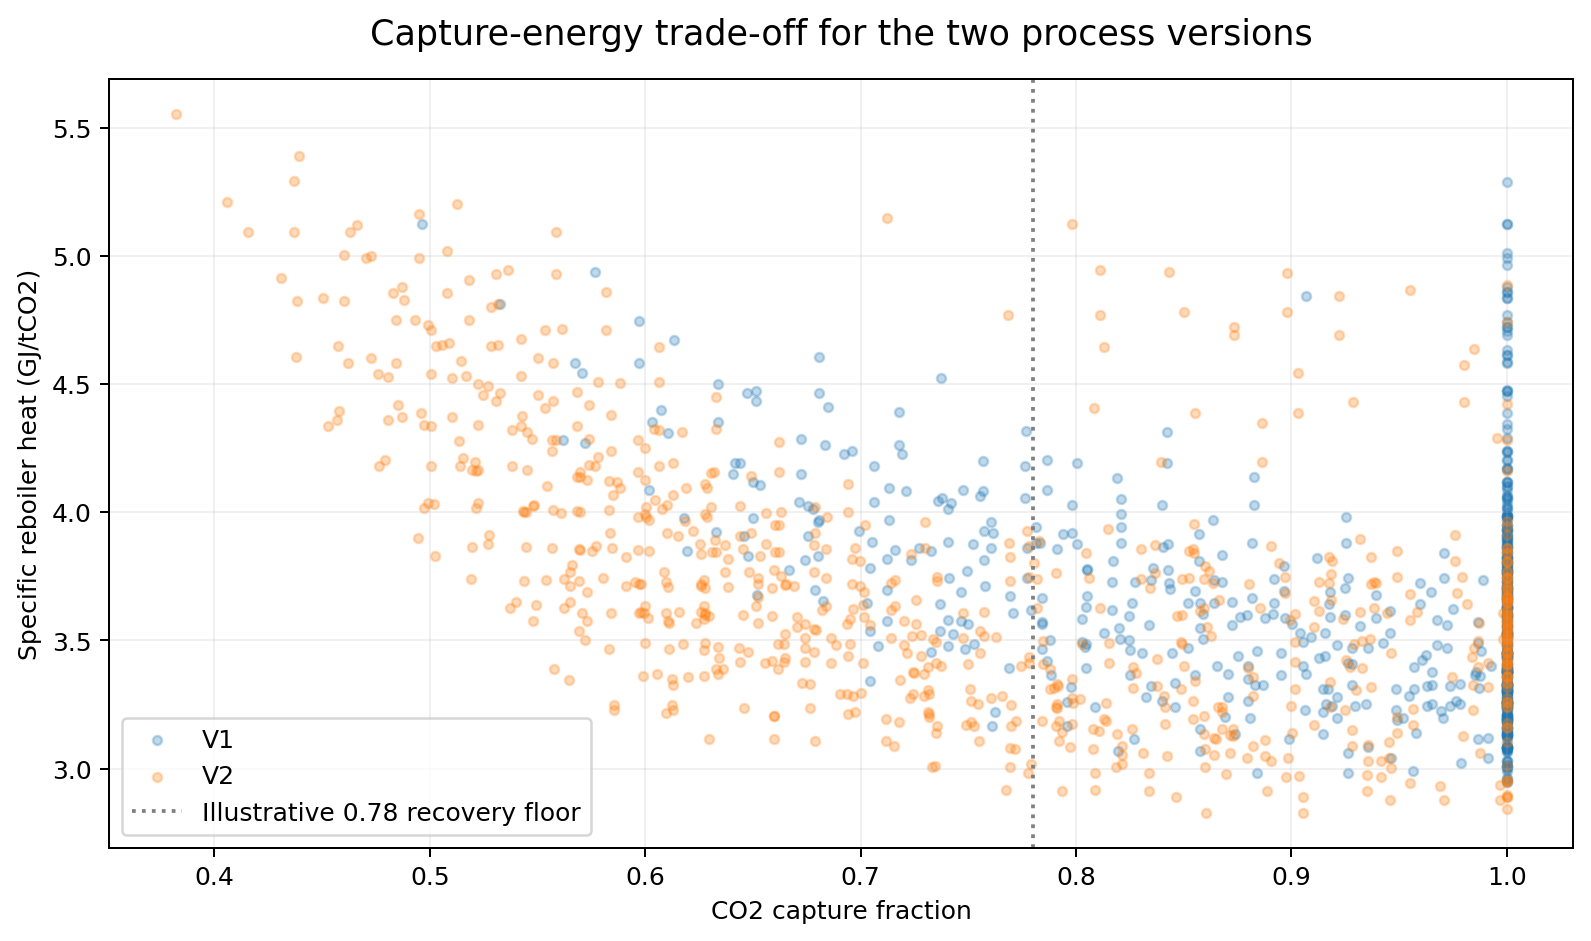 Capture-energy trade-off for the two process versions
Specific reboiler heat (GJ/tCO2)
5.5
5.0
4.5
4.0
3.5
3.0
V1
V2
Illustrative 0.78 recovery floor
0.4 0.5 0.6 0.7 0.8 0.9 1.0
CO2 capture fraction